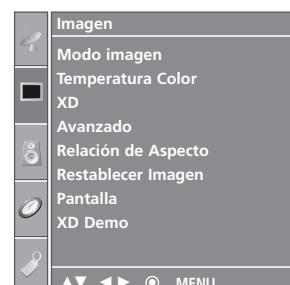 Imagen
Modo imagen
Temperatura Color
XD
Avanzado
Relación de Aspecto
Restablecer Imagen
Pantalla
XD Demo
▲▼ ◄► ◉ MENU